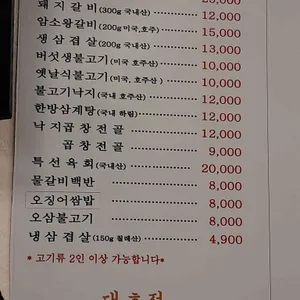 돼지갈비(300g 국내산) 12,000
암소왕갈비(200g 미국,호주) 15,000
생삼겹살(200g 국내산) 13,000
버섯생불고기(미국, 호주산) 10,000
옛날식불고기(미국, 호주산) 10,000
불고기낙지(국내 호주산) 12,000
한방삼계탕(국내 하림) 12,000
낙지곱창전골 12,000
곱창전골 9,000
특선육회(국내산) 20,000
물갈비백반 8,000
오징어쌈밥 8,000
오삼불고기 8,000
냉삼겹살(150g 칠레산) 4,900
* 고기류 2인 이상 가능합니다*